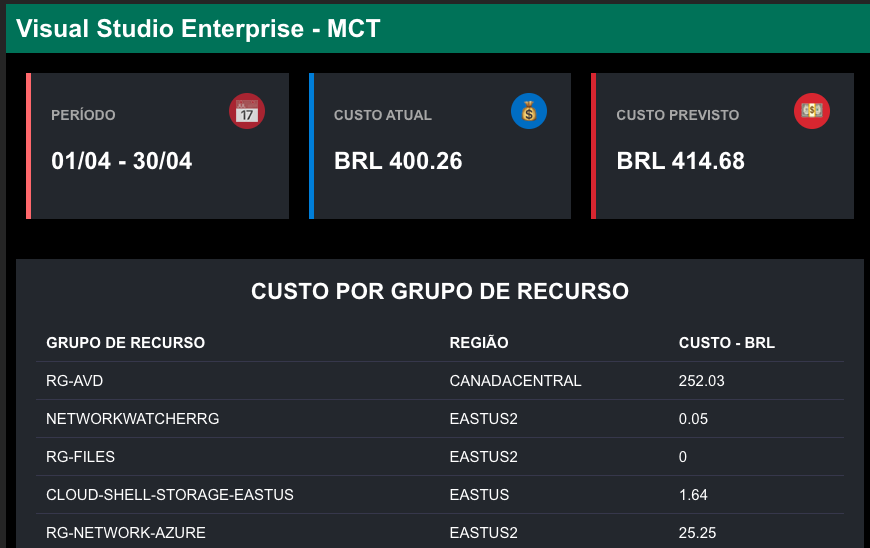 Visual Studio Enterprise - MCT
PERÍODO
17
01/04 - 30/04
CUSTO ATUAL
BRL 400.26
CUSTO PREVISTO
BRL 414.68
CUSTO POR GRUPO DE RECURSO
GRUPO DE RECURSO REGIÃO CUSTO - BRL
RG-AVD CANADACENTRAL 252.03
NETWORKWATCHERRG EASTUS2 0.05
RG-FILES EASTUS2 0
CLOUD-SHELL-STORAGE-EASTUS EASTUS 1.64
RG-NETWORK-AZURE EASTUS2 25.25